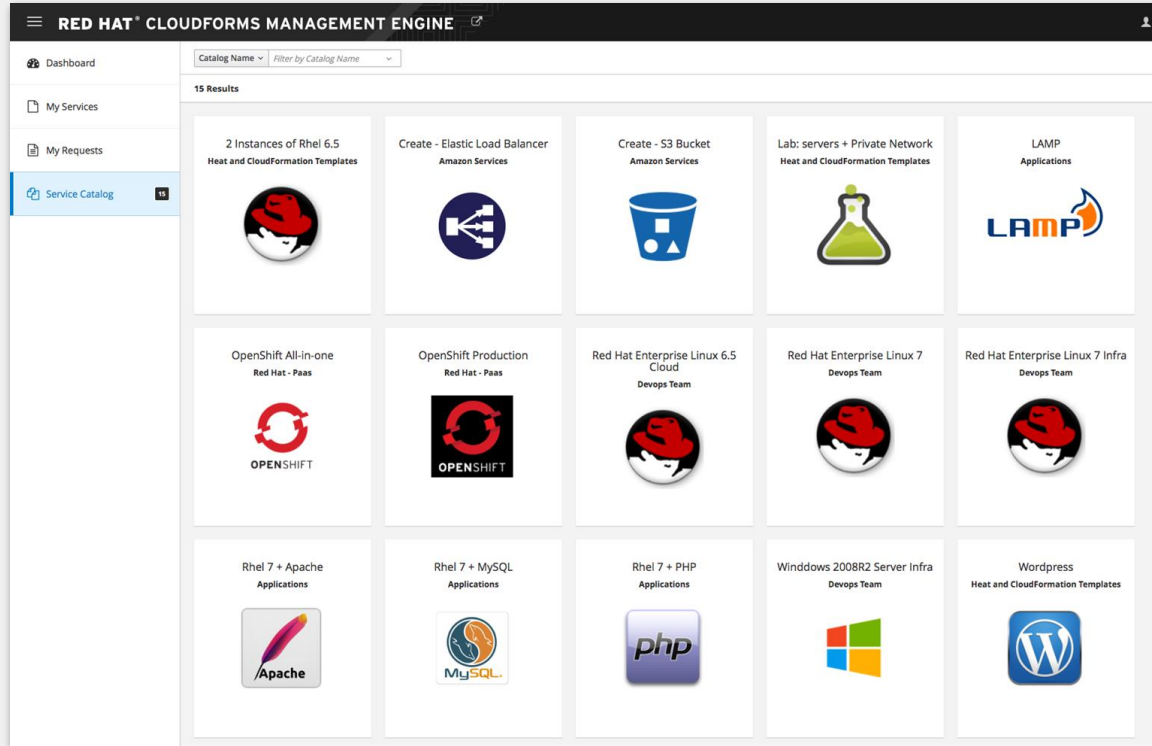 RED HAT® CLOUDFORMS MANAGEMENT ENGINE
Dashboard
My Services
My Requests
Service Catalog 15
Catalog Name Filter by Catalog Name
15 Results
2 Instances of Rhel 6.5
Heat and CloudFormation Templates
Create - Elastic Load Balancer
Amazon Services
Create - S3 Bucket
Amazon Services
Lab: servers + Private Network
Heat and CloudFormation Templates
LAMP
Applications
LAMP
OpenShift All-in-one
Red Hat - Paas
OPENSHIFT
OpenShift Production
Red Hat - Paas
OPENSHIFT
Red Hat Enterprise Linux 6.5
Cloud
Devops Team
Red Hat Enterprise Linux 7
Devops Team
Red Hat Enterprise Linux 7 Infra
Devops Team
Rhel 7 + Apache
Applications
Apache
Rhel 7 + MySQL
Applications
MySQL.
Rhel 7 + PHP
Applications
php
Winddows 2008R2 Server Infra
Devops Team
Wordpress
Heat and CloudFormation Templates
W